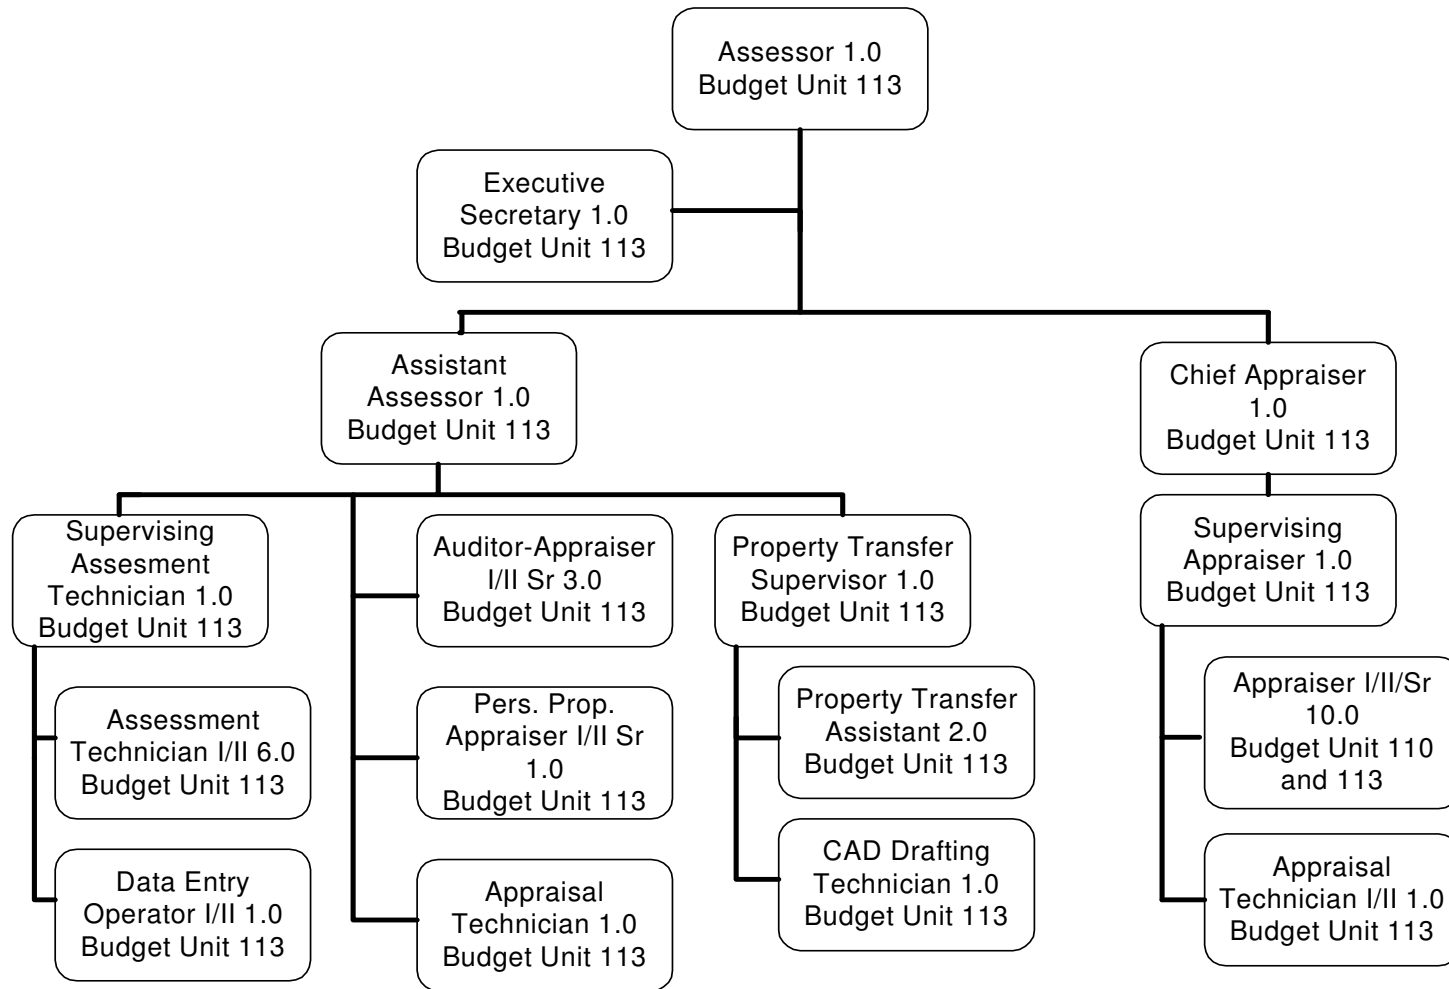 Assessor 1.0
Budget Unit 113
Executive
Secretary 1.0
Budget Unit 113
Assistant
Assessor 1.0
Budget Unit 113
Chief Appraiser
1.0
Budget Unit 113
Supervising
Assesment
Technician 1.0
Budget Unit 113
Auditor-Appraiser
I/II Sr 3.0
Budget Unit 113
Property Transfer
Supervisor 1.0
Budget Unit 113
Supervising
Appraiser 1.0
Budget Unit 113
Assessment
Technician I/II 6.0
Budget Unit 113
Pers. Prop.
Appraiser I/II Sr
1.0
Budget Unit 113
Property Transfer
Assistant 2.0
Budget Unit 113
Appraiser I/II/Sr
10.0
Budget Unit 110
and 113
Data Entry
Operator I/II 1.0
Budget Unit 113
Appraisal
Technician 1.0
Budget Unit 113
CAD Drafting
Technician 1.0
Budget Unit 113
Appraisal
Technician I/II 1.0
Budget Unit 113